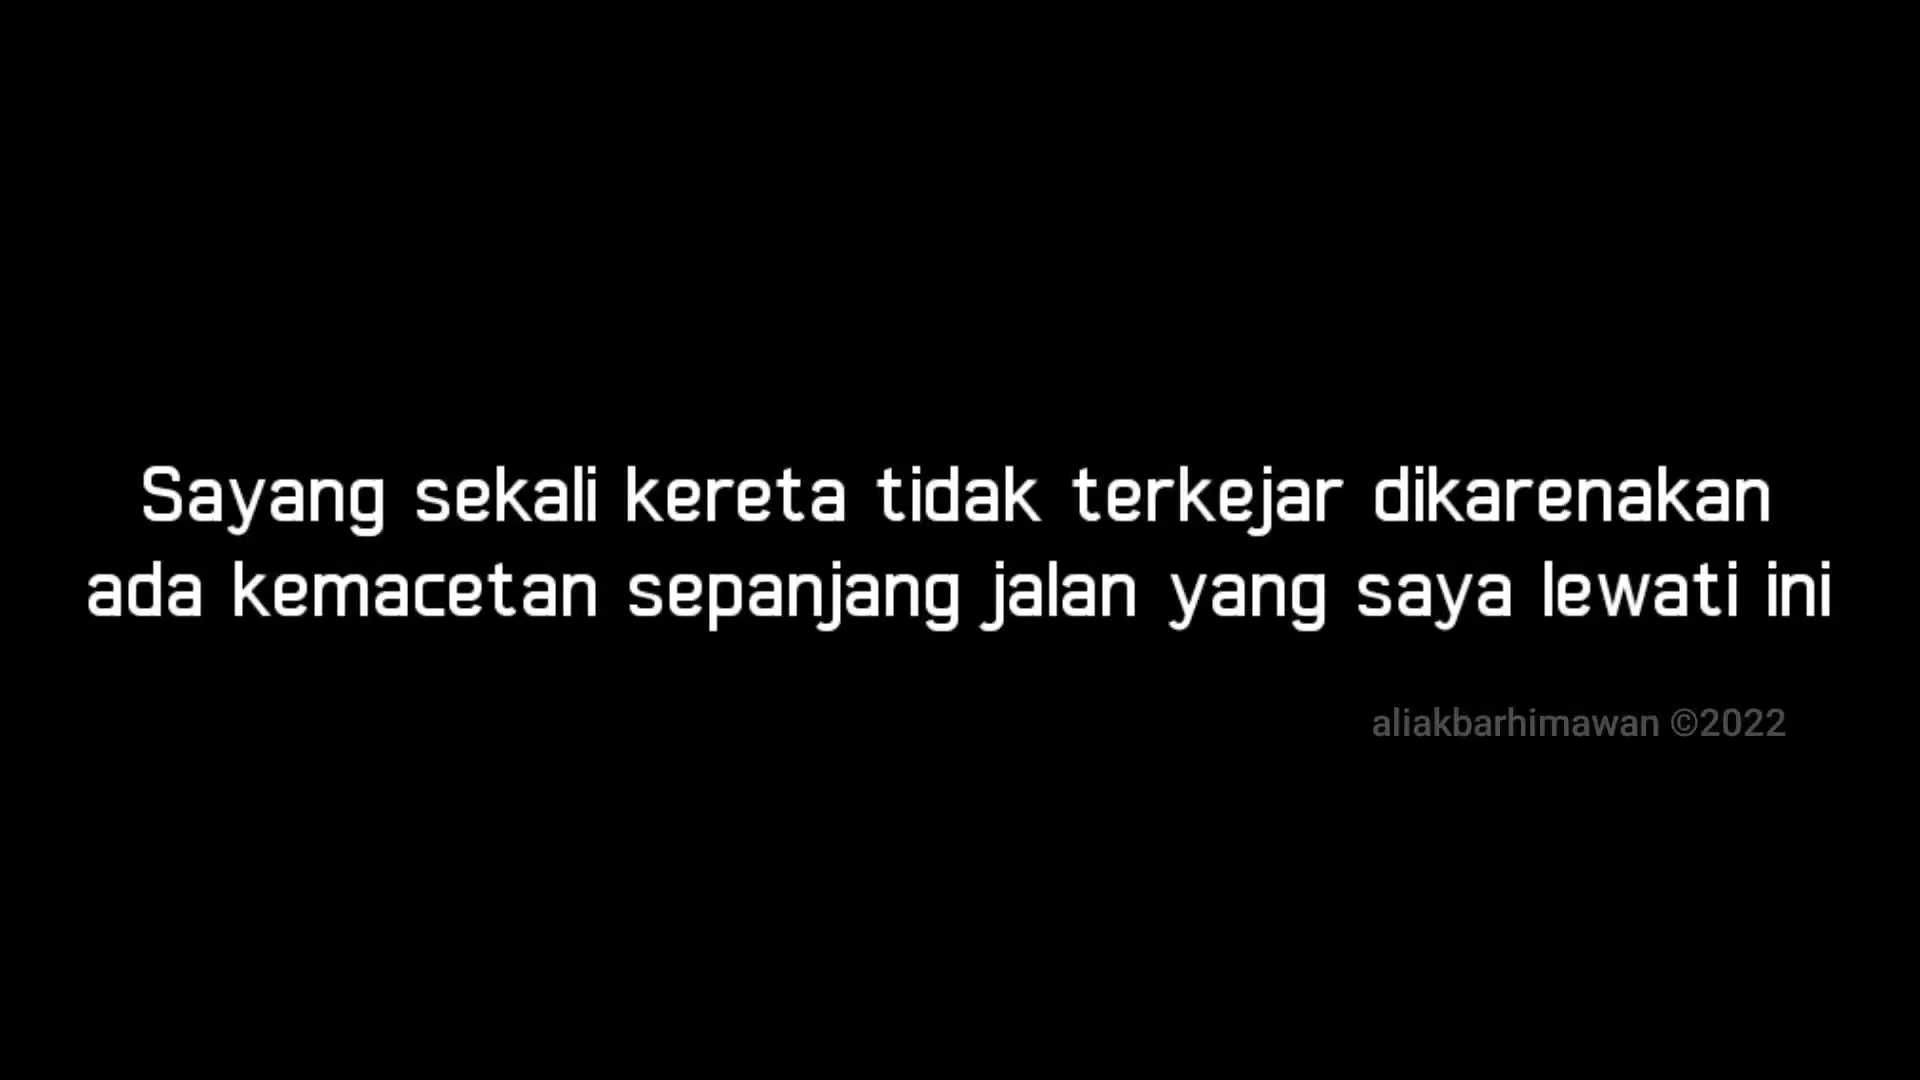 Sayang sekali kereta tidak terkejar dikarenakan
ada kemacetan sepanjang jalan yang saya lewati ini
aliakbarhimawan ©2022